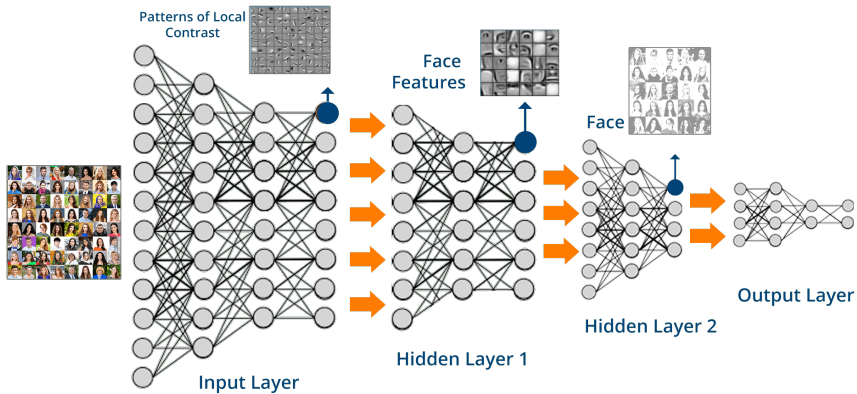 Patterns of Local
Contrast
Face
Features
Face
Input Layer
Hidden Layer 1
Hidden Layer 2
Output Layer